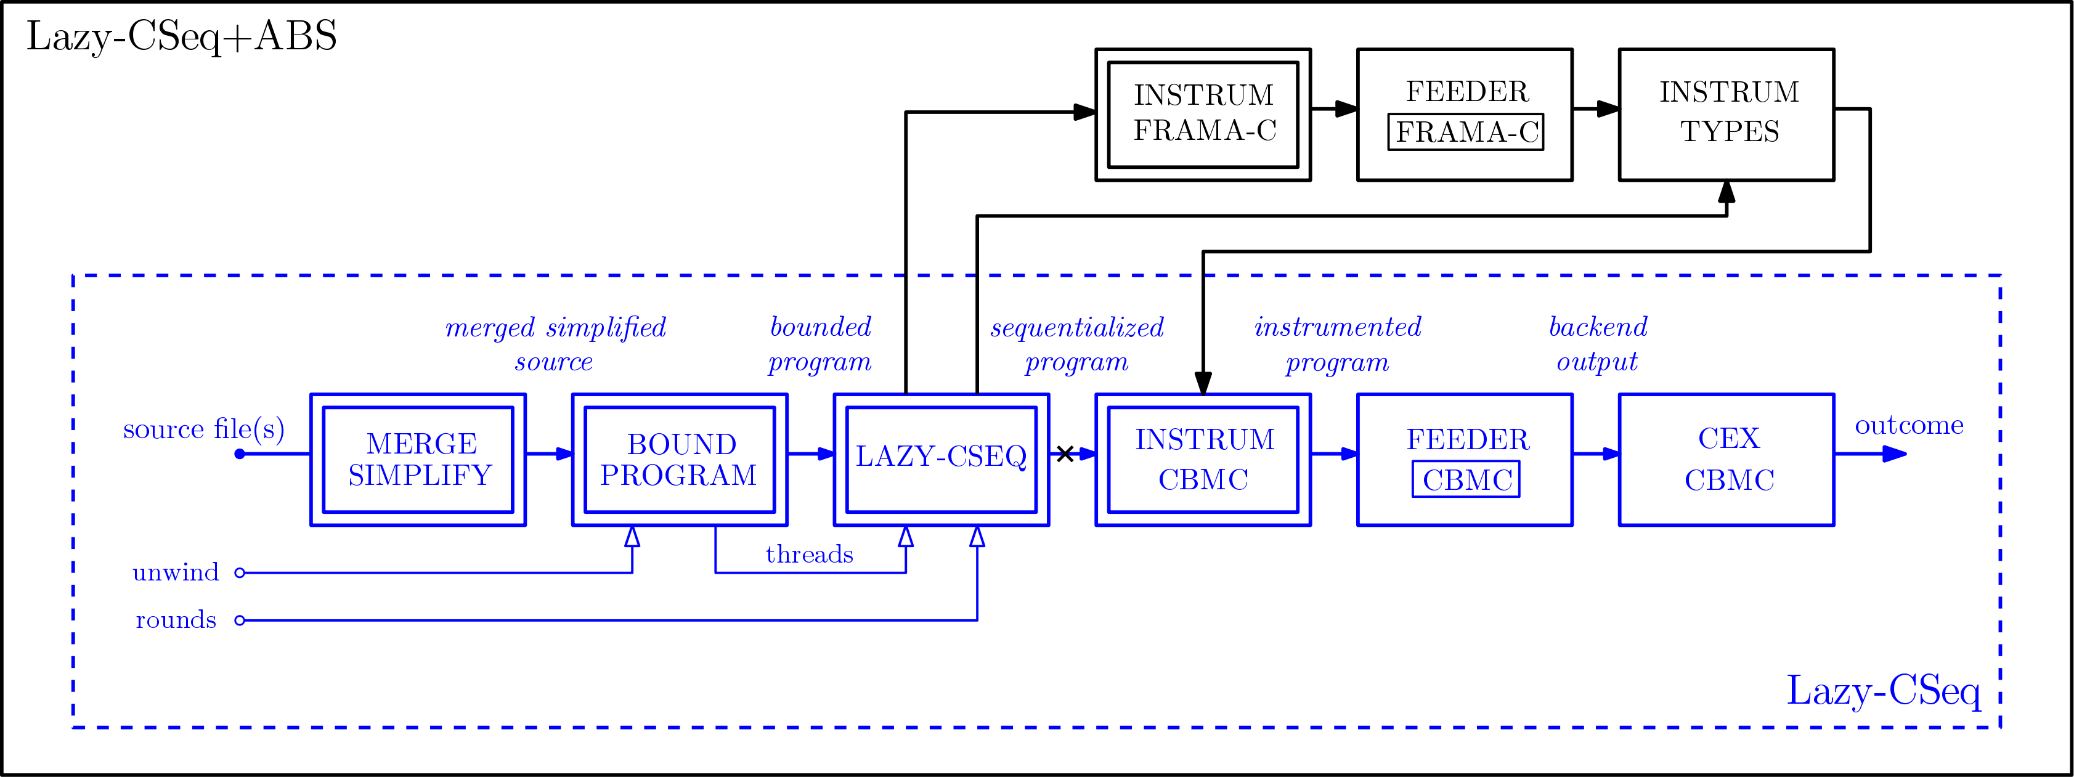 Lazy-CSeq+ABS
INSTRUM
FRAMA-C
FEEDER
FRAMA-C
INSTRUM
TYPES
merged simplified
source
bounded
program
sequentialized
program
instrumented
program
backend
output
source file(s)
MERGE
SIMPLIFY
BOUND
PROGRAM
LAZY-CSEQ
INSTRUM
CBMC
FEEDER
CBMC
CEX
CBMC
outcome
threads
unwind
rounds
Lazy-CSeq